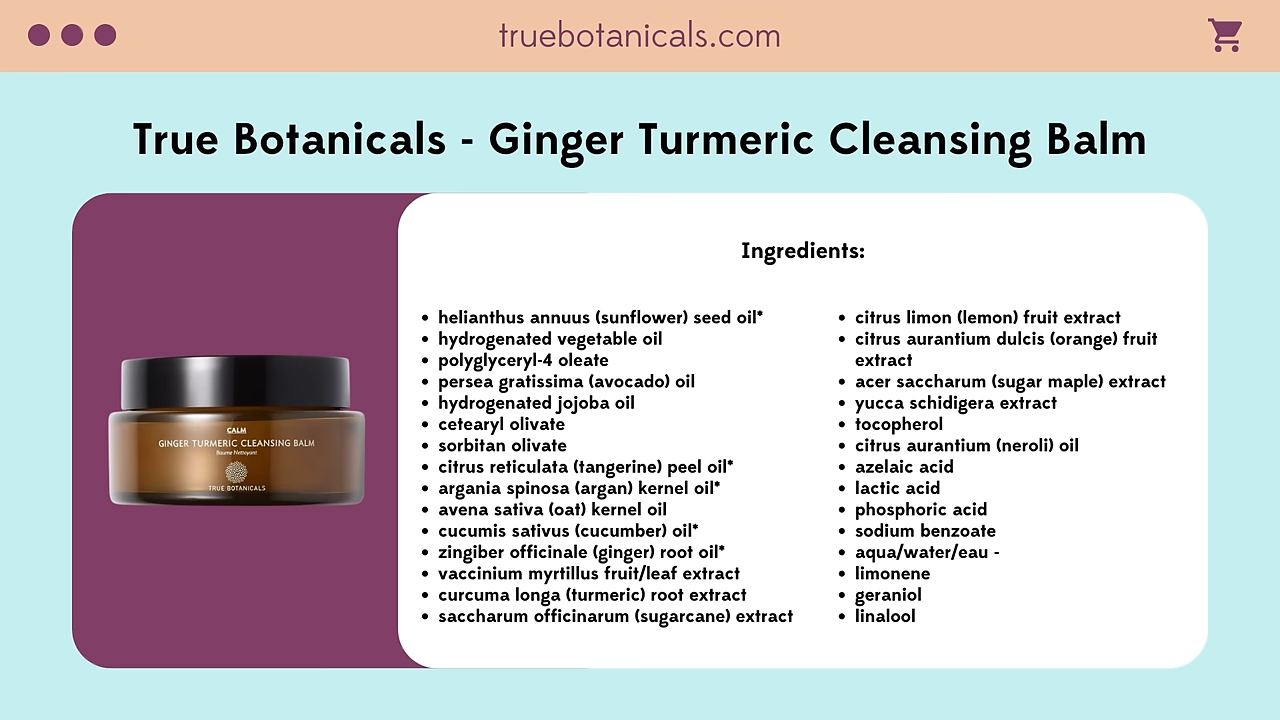 truebotanicals.com
True Botanicals - Ginger Turmeric Cleansing Balm
CALM
GINGER TURMERIC CLEANSING BALM
Baume Nettoyant
TRUE BOTANICALS
Ingredients:
helianthus annuus (sunflower) seed oil*
hydrogenated vegetable oil
polyglyceryl-4 oleate
persea gratissima (avocado) oil
hydrogenated jojoba oil
cetearyl olivate
sorbitan olivate
citrus reticulata (tangerine) peel oil*
argania spinosa (argan) kernel oil*
avena sativa (oat) kernel oil
cucumis sativus (cucumber) oil*
zingiber officinale (ginger) root oil*
vaccinium myrtillus fruit/leaf extract
curcuma longa (turmeric) root extract
saccharum officinarum (sugarcane) extract
citrus limon (lemon) fruit extract
citrus aurantium dulcis (orange) fruit
extract
acer saccharum (sugar maple) extract
yucca schidigera extract
tocopherol
citrus aurantium (neroli) oil
azelaic acid
lactic acid
phosphoric acid
sodium benzoate
aqua/water/eau -
limonene
geraniol
linalool